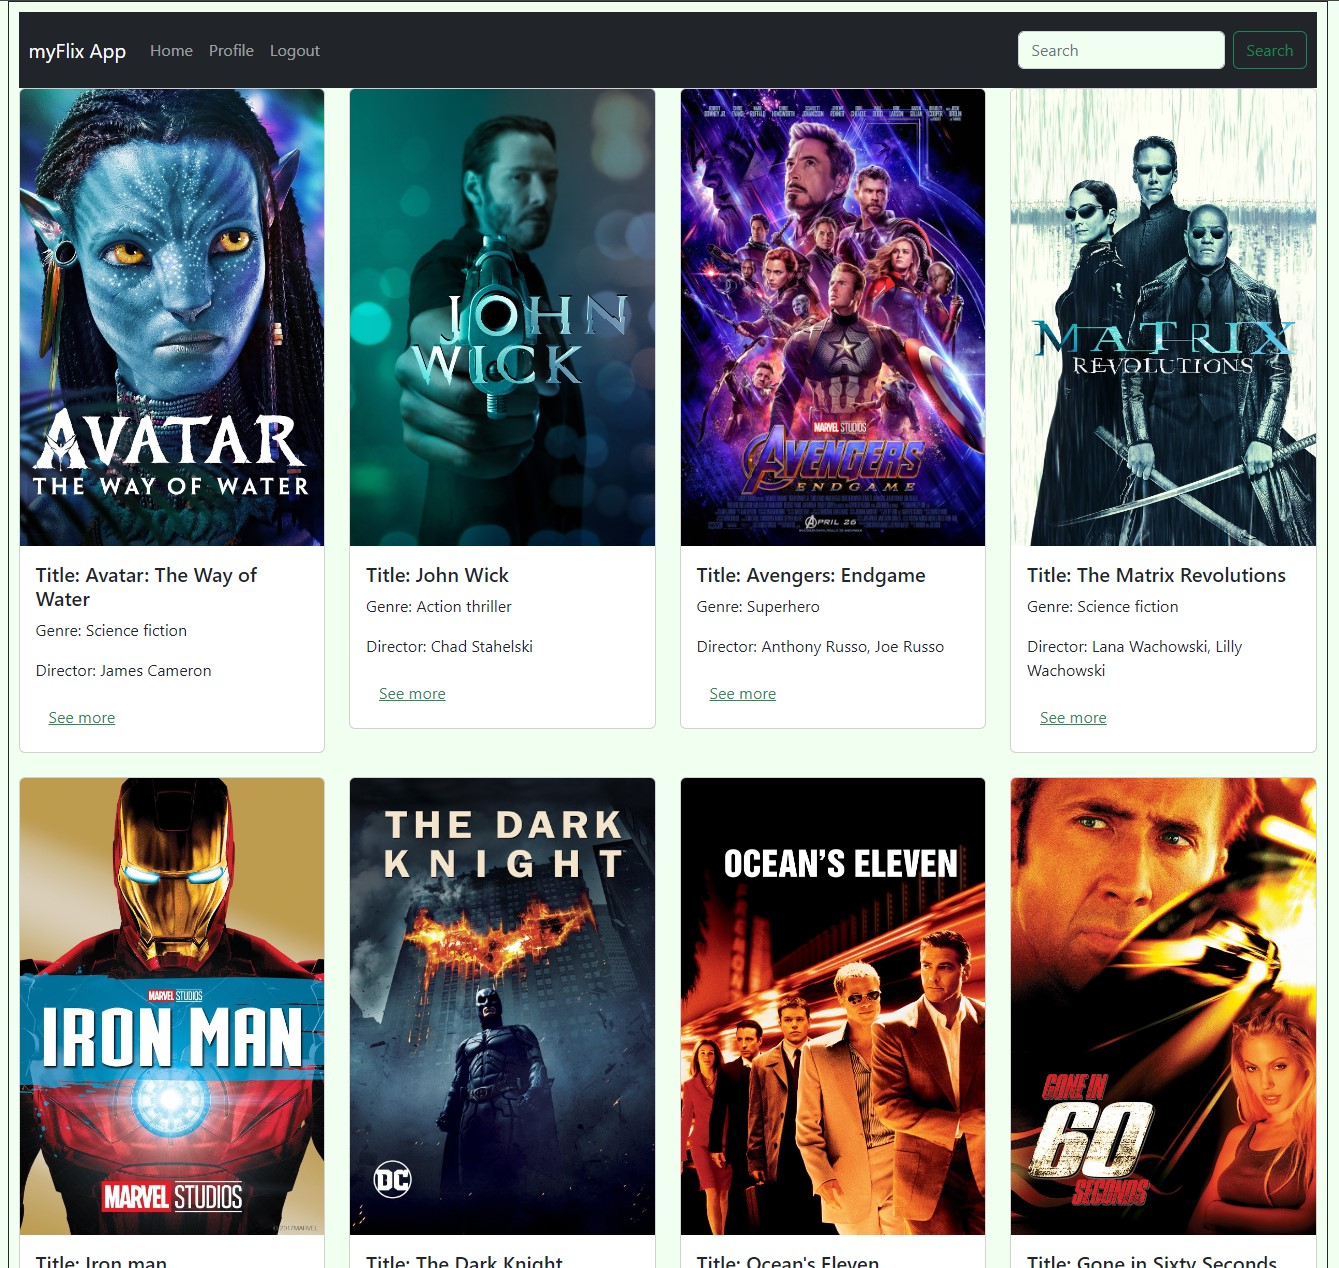 myFlix App Home Profile Logout Search Search
AVATAR
THE WAY OF WATER
JOHN
WICK
MARVEL STUDIOS
AVENGERS
ENDGAME
APRIL 26
MATRIX
REVOLUTIONS
Title: Avatar: The Way of
Water
Genre: Science fiction
Director: James Cameron
See more
Title: John Wick
Genre: Action thriller
Director: Chad Stahelski
See more
Title: Avengers: Endgame
Genre: Superhero
Director: Anthony Russo, Joe Russo
See more
Title: The Matrix Revolutions
Genre: Science fiction
Director: Lana Wachowski, Lilly
Wachowski
See more
MARVEL STUDIOS
IRON MAN
MARVEL STUDIOS
THE DARK
KNIGHT
DC
OCEAN'S ELEVEN
GONE IN
60
SECONDS
Title: Iron man
Title: The Dark Knight
Title: Ocean's Eleven
Title: Gone in Sixty Seconds